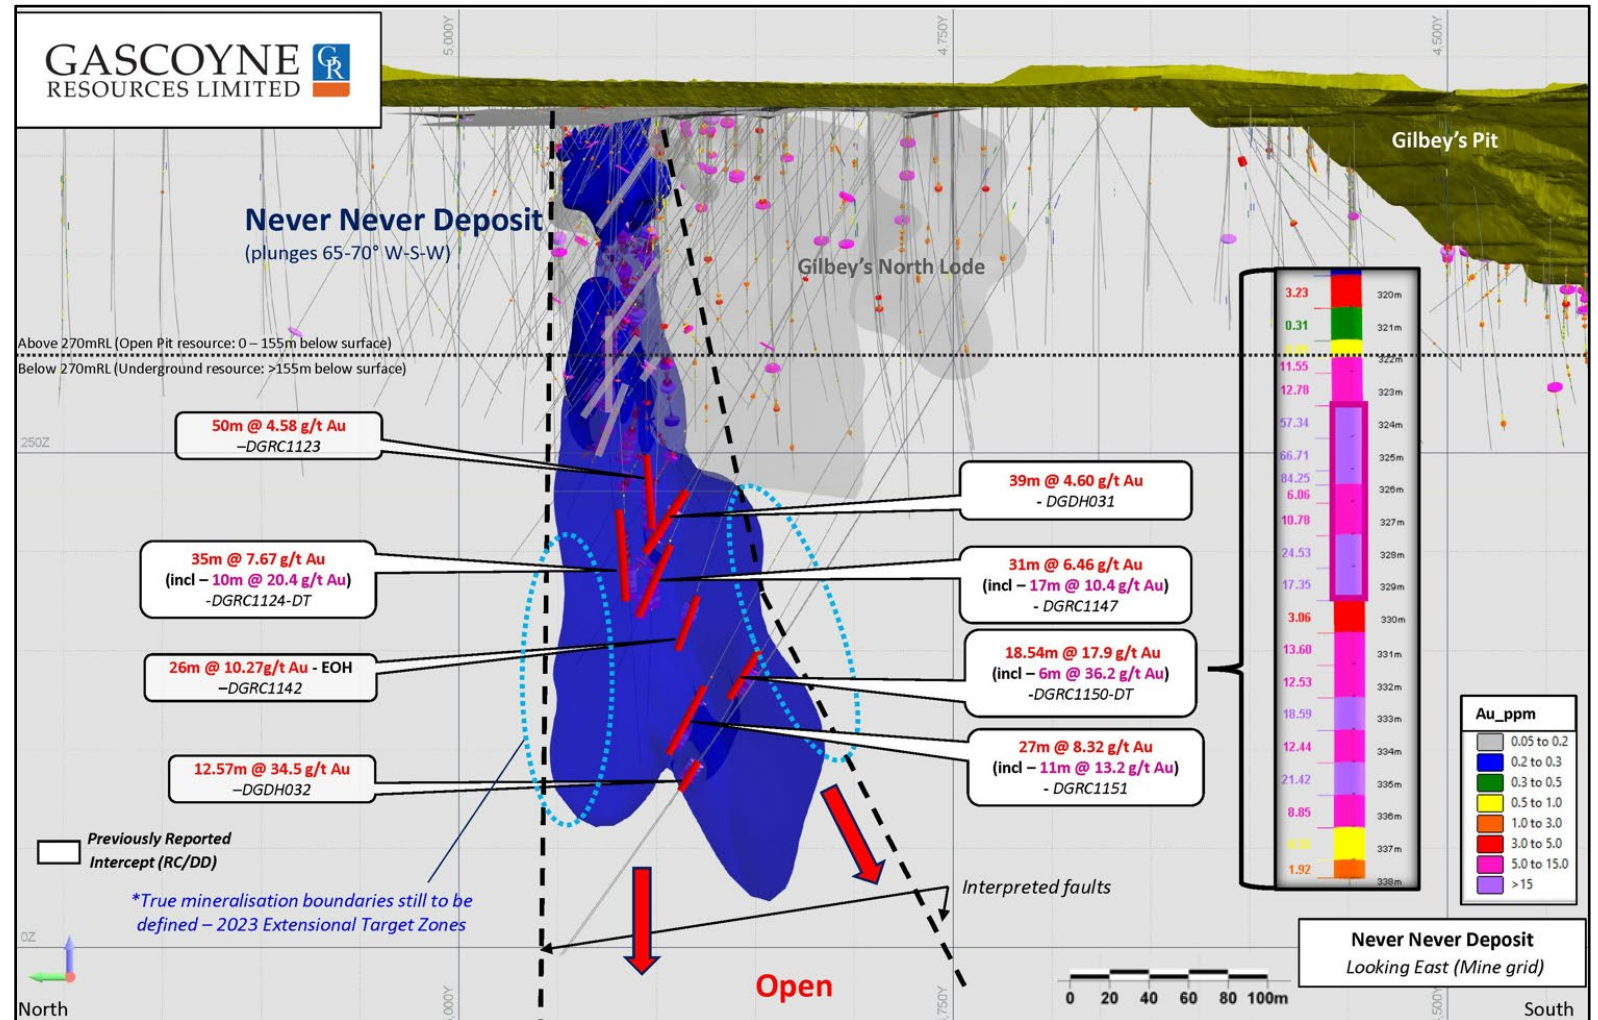 GASCOYNE
RESOURCES LIMITED
GR
5,000Y
4,750Y
4,500Y
Gilbey's Pit
Never Never Deposit
(plunges 65-70° W-S-W)
Gilbey's North Lode
Above 270mRL (Open Pit resource: 0 – 155m below surface)
Below 270mRL (Underground resource: >155m below surface)
250Z
50m @ 4.58 g/t Au
–DGRC1123
39m @ 4.60 g/t Au
- DGDH031
35m @ 7.67 g/t Au
(incl – 10m @ 20.4 g/t Au)
-DGRC1124-DT
31m @ 6.46 g/t Au
(incl – 17m @ 10.4 g/t Au)
- DGRC1147
26m @ 10.27g/t Au - EOH
–DGRC1142
18.54m @ 17.9 g/t Au
(incl – 6m @ 36.2 g/t Au)
-DGRC1150-DT
12.57m @ 34.5 g/t Au
–DGDH032
27m @ 8.32 g/t Au
(incl – 11m @ 13.2 g/t Au)
- DGRC1151
3.23
320m
0.31
321m
322m
11.55
12.78
323m
57.34
324m
66.71
325m
84.25
6.06
326m
10.78
327m
24.53
328m
17.35
329m
3.06
330m
13.60
331m
12.53
332m
18.59
333m
12.44
334m
21.42
335m
8.85
336m
337m
1.92
338m
Au_ppm
0.05 to 0.2
0.2 to 0.3
0.3 to 0.5
0.5 to 1.0
1.0 to 3.0
3.0 to 5.0
5.0 to 15.0
>15
Previously Reported
Intercept (RC/DD)
*True mineralisation boundaries still to be
defined – 2023 Extensional Target Zones
Interpreted faults
0Z
Open
0 20 40 60 80 100m
Never Never Deposit
Looking East (Mine grid)
North
South